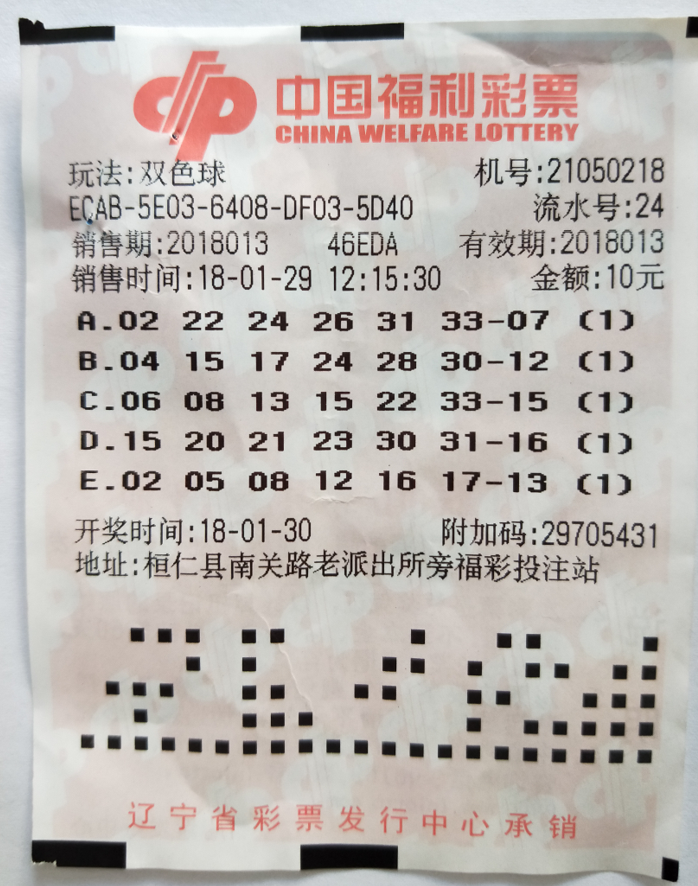 中国福利彩票
CHINA WELFARE LOTTERY
玩法:双色球 机号:21050218
ECAB-5E03-6408-DF03-5D40 流水号:24
销售期:2018013 46EDA 有效期:2018013
销售时间:18-01-29 12:15:30 金额:10元
A.02 22 24 26 31 33-07 (1)
B.04 15 17 24 28 30-12 (1)
C.06 08 13 15 22 33-15 (1)
D.15 20 21 23 30 31-16 (1)
E.02 05 08 12 16 17-13 (1)
开奖时间:18-01-30 附加码:29705431
地址:桓仁县南关路老派出所旁福彩投注站
辽宁省彩票发行中心承销